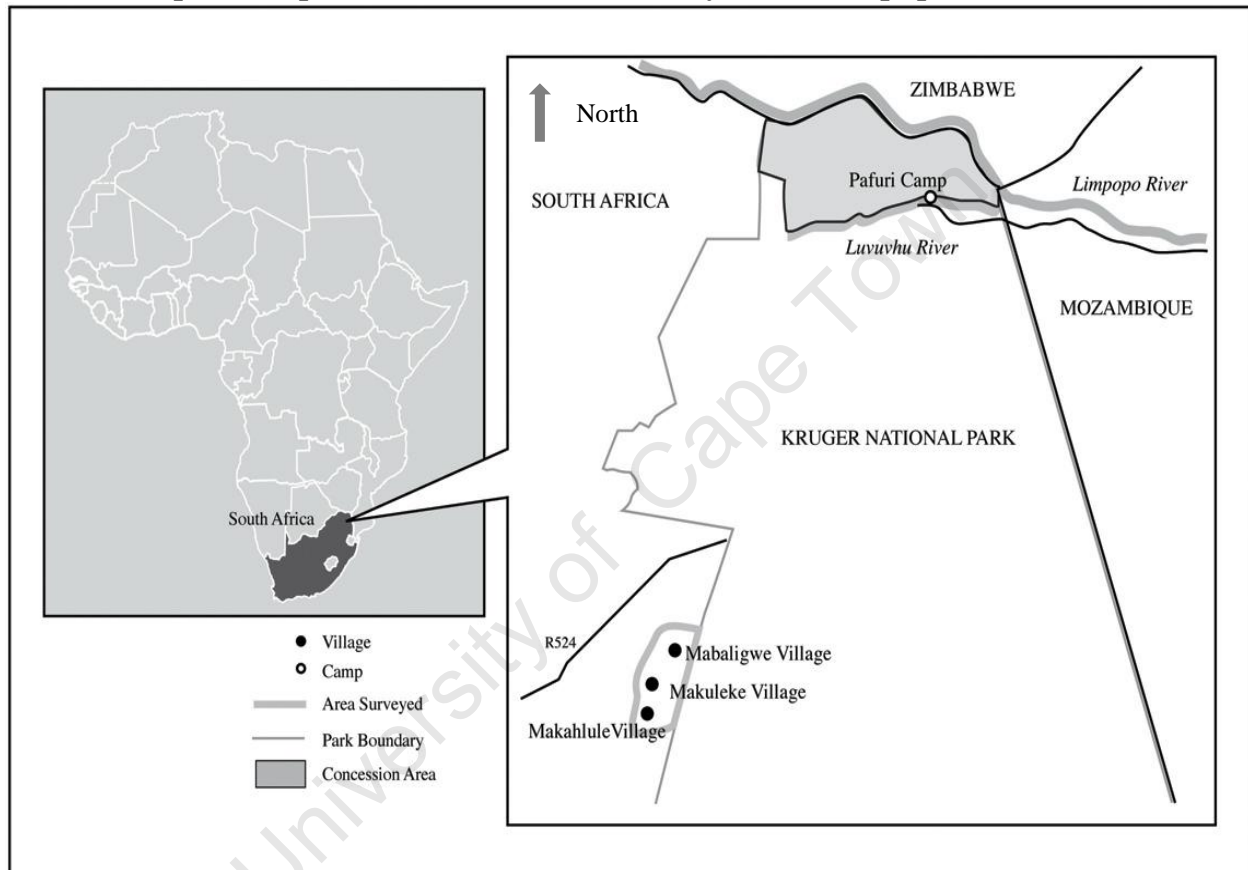 North
ZIMBABWE
SOUTH AFRICA
Pafuri Camp
Limpopo River
Luvuvhu River
MOZAMBIQUE
KRUGER NATIONAL PARK
South Africa
R524
Mabaligwe Village
Makuleke Village
MakahluleVillage
Village
Camp
Area Surveyed
Park Boundary
Concession Area
University of Cape Town